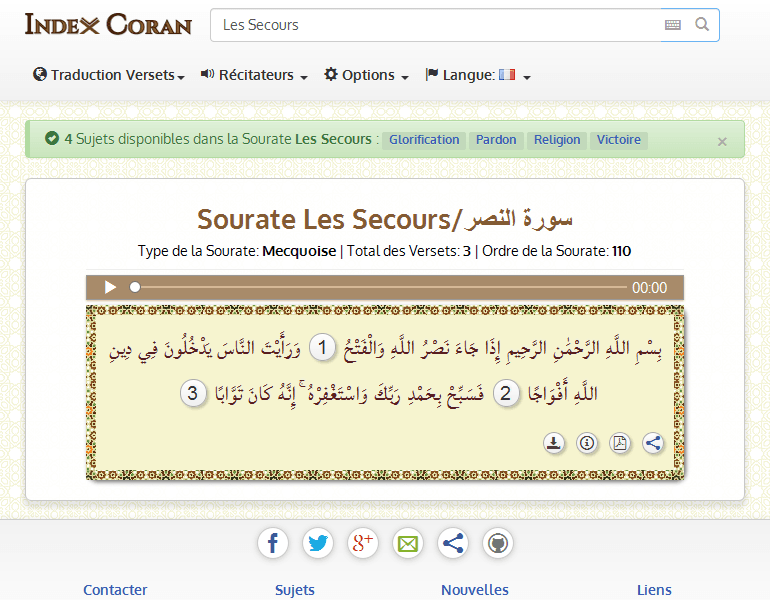 Index Coran
Les Secours
Traduction Versets
Récitateurs
Options
Langue:
4 Sujets disponibles dans la Sourate Les Secours : Glorification Pardon Religion Victoire ×
Sourate Les Secours/سورة النصر
Type de la Sourate: Mecquoise | Total des Versets: 3 | Ordre de la Sourate: 110
00:00
بِسْمِ اللَّهِ الرَّحْمَٰنِ الرَّحِيمِ إِذَا جَاءَ نَصْرُ اللَّهِ وَالْفَتْحُ 1 وَرَأَيْتَ النَّاسَ يَدْخُلُونَ فِي دِينِ
اللَّهِ أَفْوَاجًا 2 فَسَبِّحْ بِحَمْدِ رَبِّكَ وَاسْتَغْفِرْهُ ۚ إِنَّهُ كَانَ تَوَّابًا 3
Contacter Sujets Nouvelles Liens